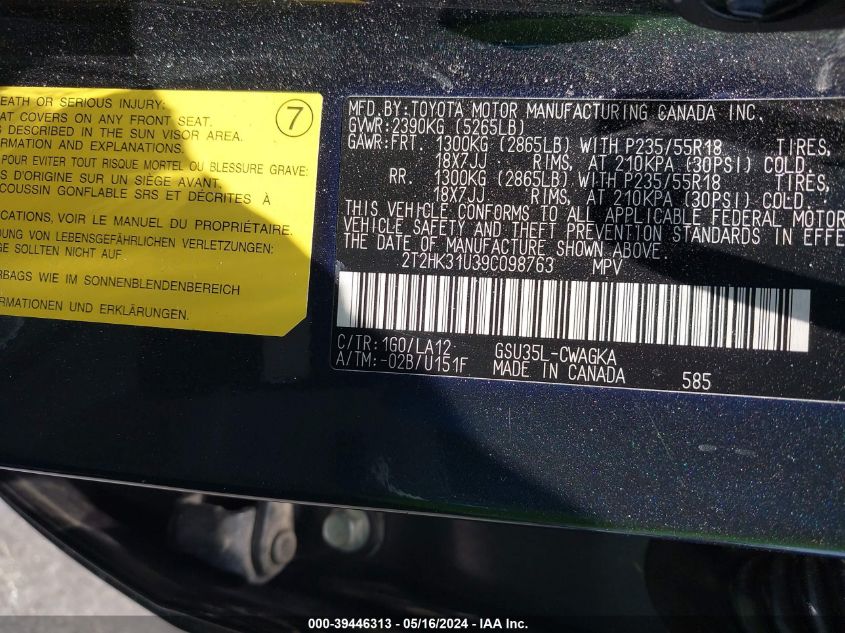 EATH OR SERIOUS INJURY:
AT COVERS ON ANY FRONT SEAT.
S DESCRIBED IN THE SUN VISOR AREA.
RMATION AND EXPLANATIONS.
7
POUR EVITER TOUT RISQUE MORTEL OU BLESSURE GRAVE:
S D'ORIGINE SUR UN SIÈGE AVANT.
COUSSIN GONFLABLE SRS ET DÉCRITES À
CATIONS, VOIR LE MANUEL DU PROPRIÉTAIRE.
DUNG VON LEBENSGEFÄHRLICHEN VERLETZUNGEN:
GE SOLLTEN NICHT AUF
RBAGS WIE IM SONNENBLENDENBEREICH
RMATIONEN UND ERKLÄRUNGEN.
MFD.BY:TOYOTA MOTOR MANUFACTURING CANADA INC.
GVWR:2390KG (5265LB)
GAWR:FRT. 1300KG (2865LB) WITH P235/55R18 TIRES,
18X7JJ RIMS, AT 210KPA (30PSI) COLD.
RR. 1300KG (2865LB) WITH P235/55R18 TIRES,
18X7JJ RIMS, AT 210KPA (30PSI) COLD.
THIS VEHICLE CONFORMS TO ALL APPLICABLE FEDERAL MOTOR
VEHICLE SAFETY AND THEFT PREVENTION STANDARDS IN EFFE
THE DATE OF MANUFACTURE SHOWN ABOVE.
2T2HK31U39C098763 MPV
C/TR:1G0/LA12 GSU35L-CWAGKA
A/TM:-02B/U151F MADE IN CANADA 585
000-39446313 - 05/16/2024 - IAA Inc.